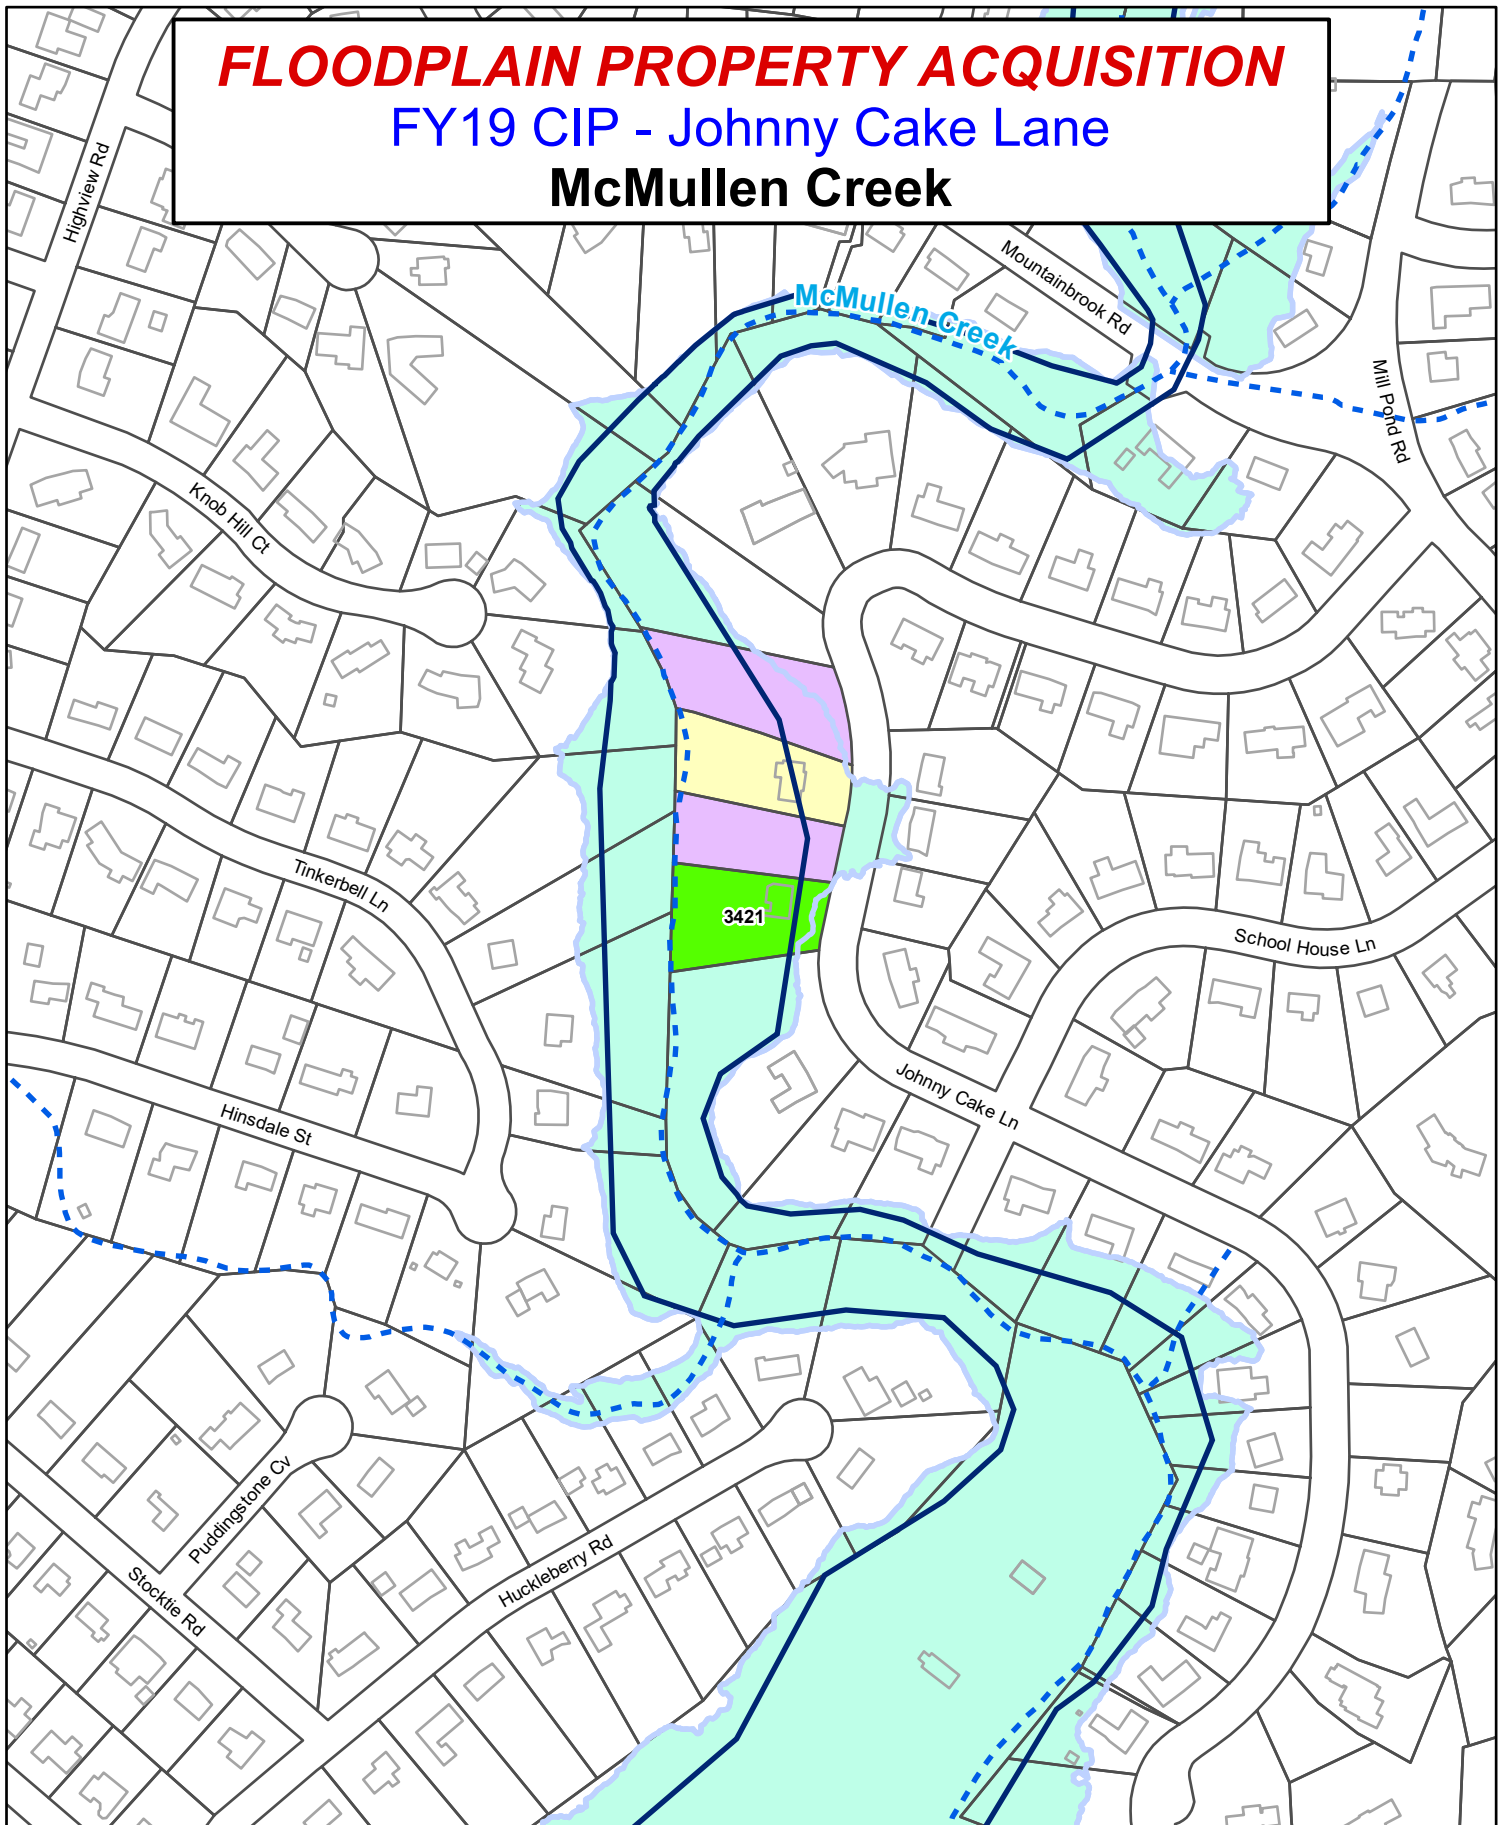 FLOODPLAIN PROPERTY ACQUISITION
FY19 CIP - Johnny Cake Lane
McMullen Creek
Highview Rd
Mountainbrook Rd
McMullen Creek
Mill Pond Rd
Knob Hill Ct
Tinkerbell Ln
3421
School House Ln
Johnny Cake Ln
Hinsdale St
Puddingstone Cv
Huckleberry Rd
Stocktie Rd